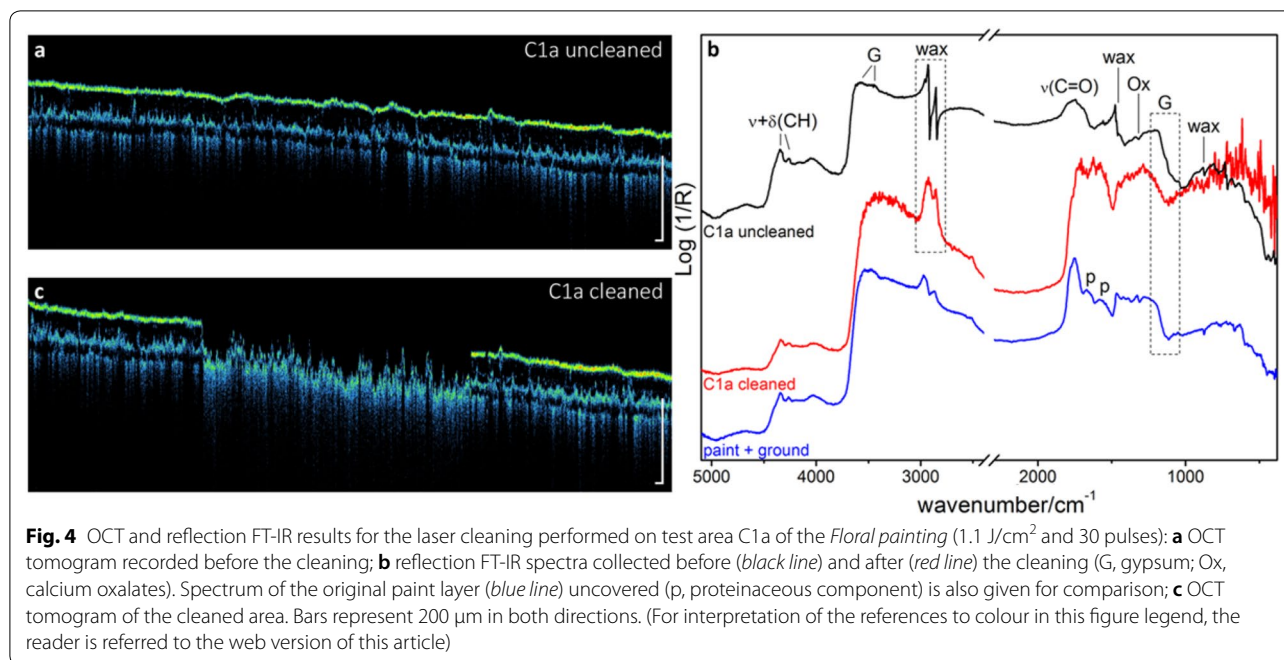 a
C1a uncleaned
c
C1a cleaned
b
G
wax
ν+δ(CH)
ν(C=O)
wax
Ox
G
wax
Log (1/R)
C1a uncleaned
p
p
C1a cleaned
paint + ground
5000 4000 3000 2000 1000
wavenumber/cm⁻¹
Fig. 4 OCT and reflection FT-IR results for the laser cleaning performed on test area C1a of the Floral painting (1.1 J/cm² and 30 pulses): a OCT
tomogram recorded before the cleaning; b reflection FT-IR spectra collected before (black line) and after (red line) the cleaning (G, gypsum; Ox,
calcium oxalates). Spectrum of the original paint layer (blue line) uncovered (p, proteinaceous component) is also given for comparison; c OCT
tomogram of the cleaned area. Bars represent 200 µm in both directions. (For interpretation of the references to colour in this figure legend, the
reader is referred to the web version of this article)